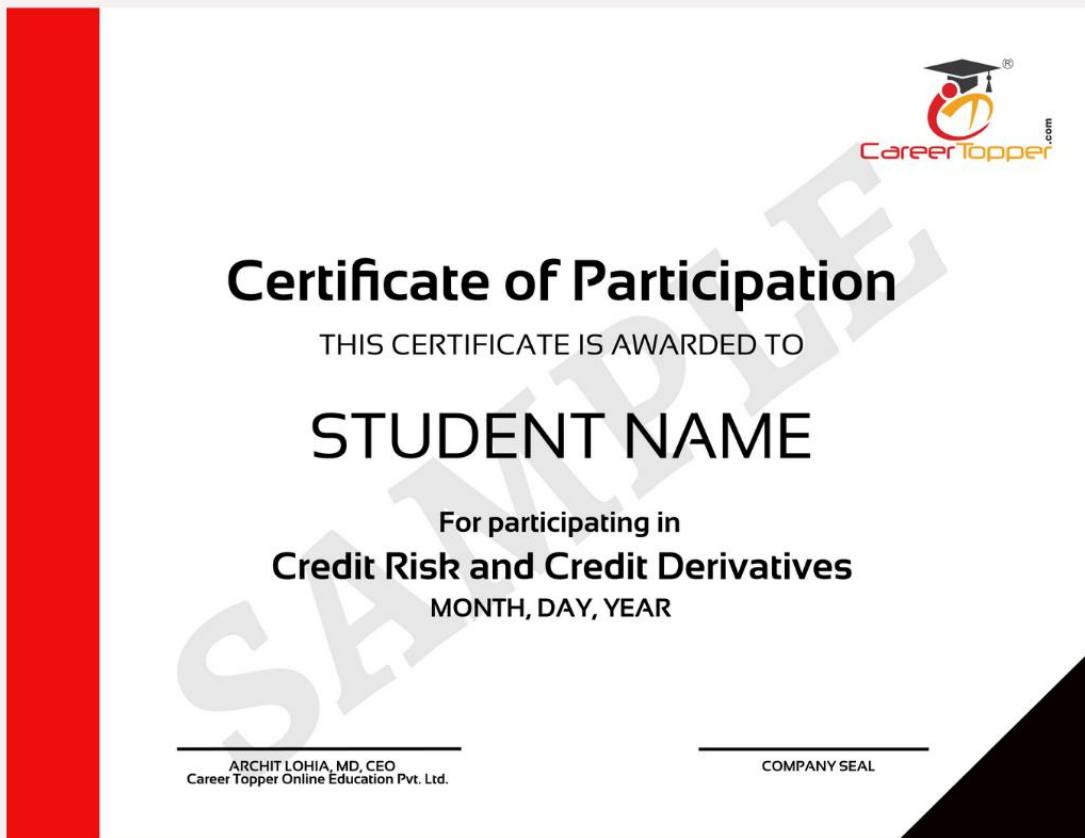 ®
CareerTopper.com
Certificate of Participation
THIS CERTIFICATE IS AWARDED TO
STUDENT NAME
For participating in
Credit Risk and Credit Derivatives
MONTH, DAY, YEAR
SAMPLE
ARCHIT LOHIA, MD, CEO
Career Topper Online Education Pvt. Ltd.
COMPANY SEAL